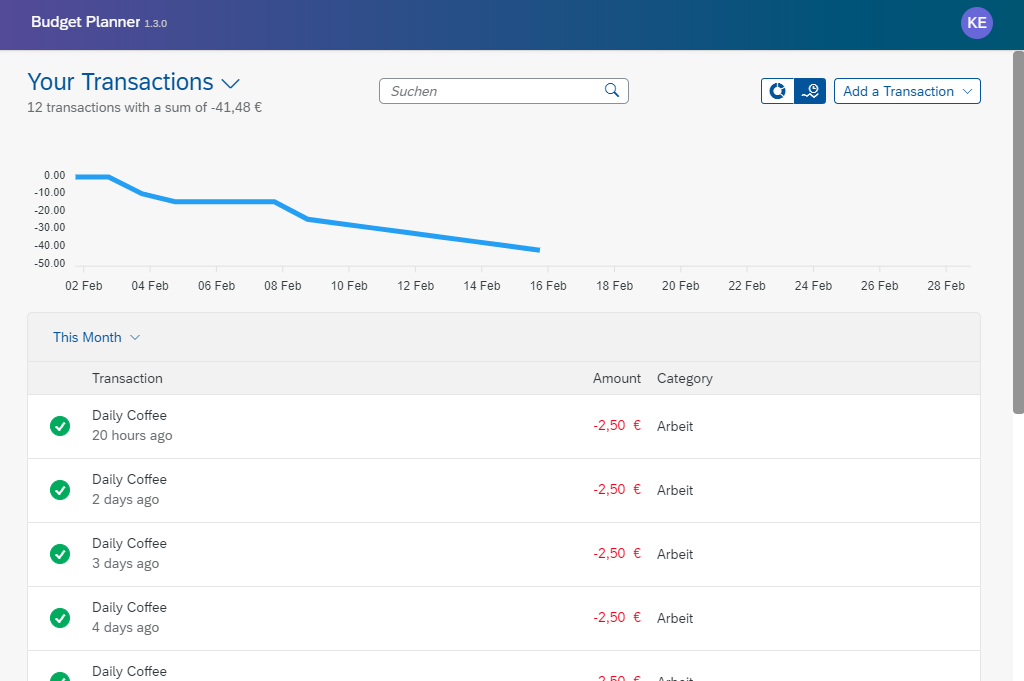 Budget Planner 1.3.0
KE
Your Transactions
12 transactions with a sum of -41,48 €
Suchen
Add a Transaction
0.00
-10.00
-20.00
-30.00
-40.00
-50.00
02 Feb 04 Feb 06 Feb 08 Feb 10 Feb 12 Feb 14 Feb 16 Feb 18 Feb 20 Feb 22 Feb 24 Feb 26 Feb 28 Feb
This Month
Transaction Amount Category
Daily Coffee
20 hours ago
-2,50 € Arbeit
Daily Coffee
2 days ago
-2,50 € Arbeit
Daily Coffee
3 days ago
-2,50 € Arbeit
Daily Coffee
4 days ago
-2,50 € Arbeit
Daily Coffee
-2,50 € Arbeit